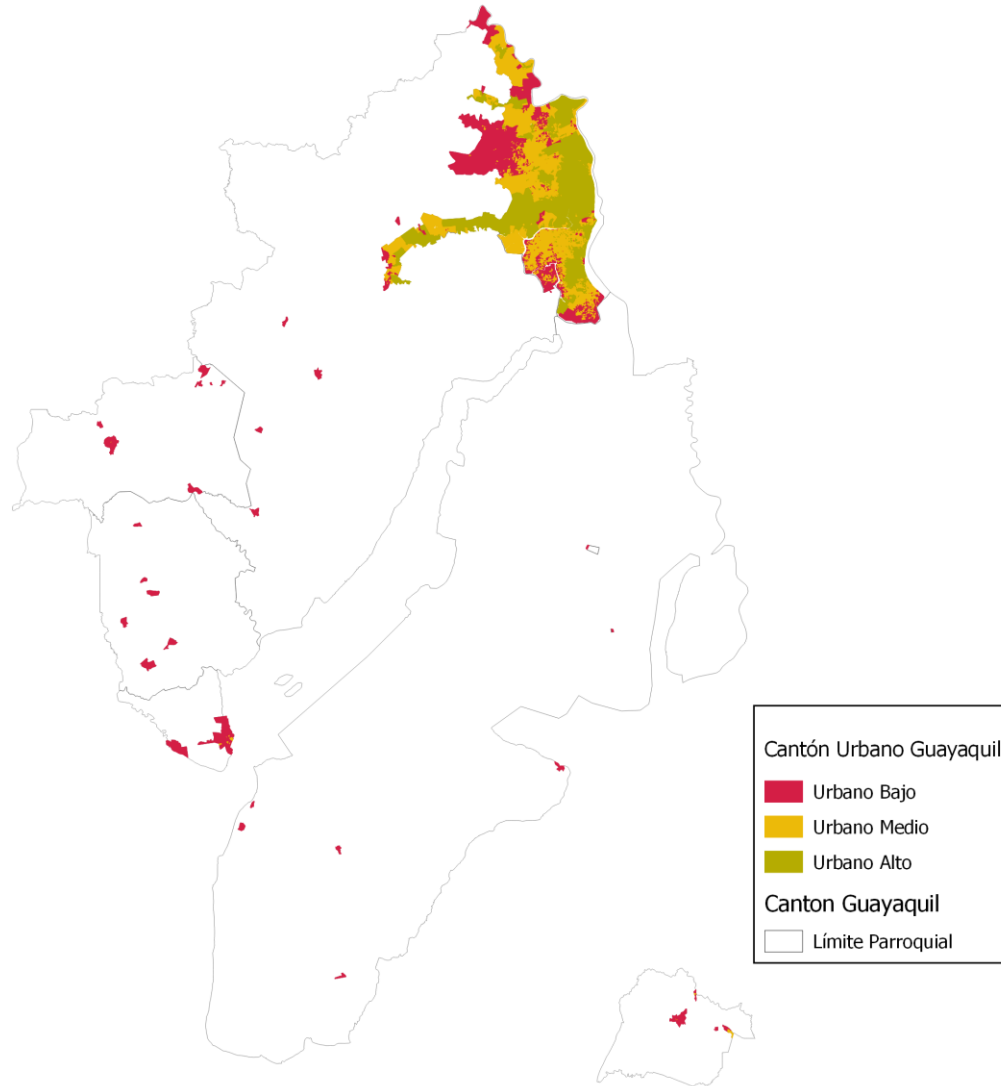 Cantón Urbano Guayaquil
Urbano Bajo
Urbano Medio
Urbano Alto
Canton Guayaquil
Límite Parroquial